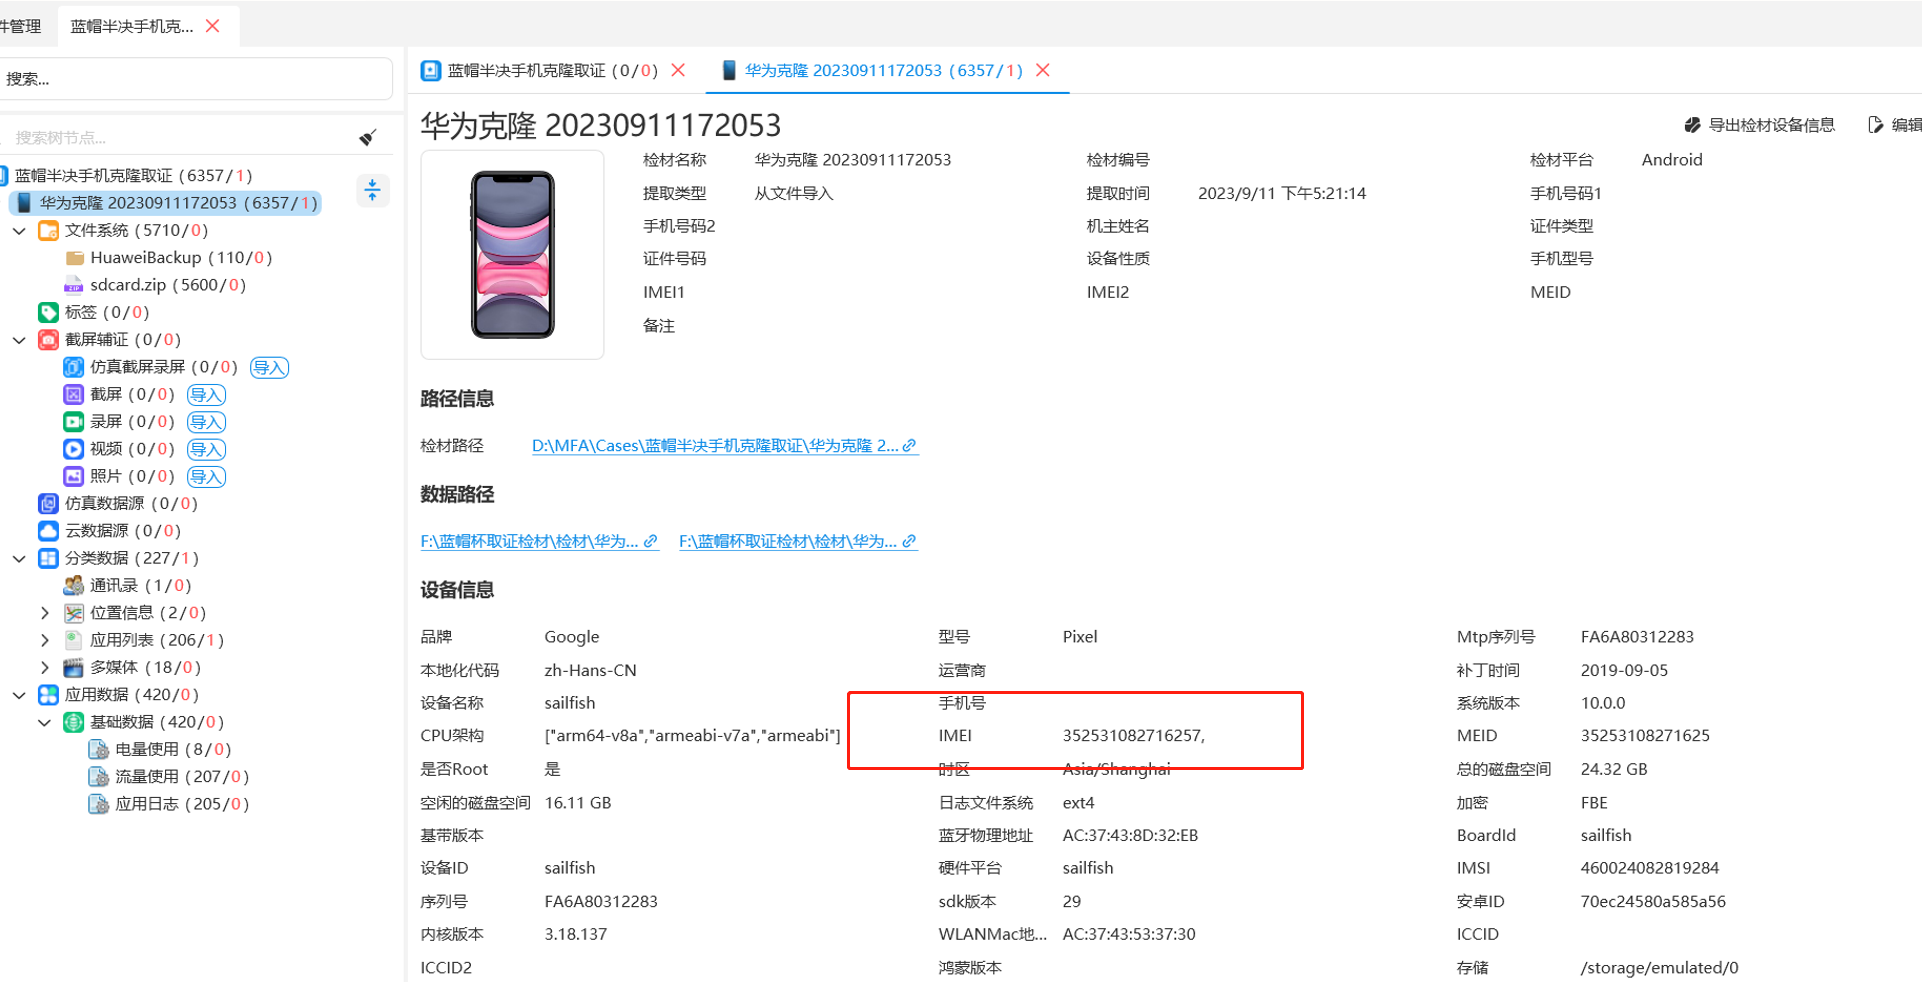 件管理
蓝帽半决手机克...
搜索...
搜索树节点...
蓝帽半决手机克隆取证 (6357/1)
华为克隆 20230911172053 (6357/1)
文件系统 (5710/0)
HuaweiBackup (110/0)
sdcard.zip (5600/0)
标签 (0/0)
截屏辅证 (0/0)
仿真截屏录屏 (0/0) 导入
截屏 (0/0) 导入
录屏 (0/0) 导入
视频 (0/0) 导入
照片 (0/0) 导入
仿真数据源 (0/0)
云数据源 (0/0)
分类数据 (227/1)
通讯录 (1/0)
位置信息 (2/0)
应用列表 (206/1)
多媒体 (18/0)
应用数据 (420/0)
基础数据 (420/0)
电量使用 (8/0)
流量使用 (207/0)
应用日志 (205/0)
蓝帽半决手机克隆取证 (0/0) 华为克隆 20230911172053 (6357/1)
华为克隆 20230911172053 导出检材设备信息 编辑
检材名称 华为克隆 20230911172053 检材编号 检材平台 Android
提取类型 从文件导入 提取时间 2023/9/11 下午5:21:14 手机号码1
手机号码2 机主姓名 证件类型
证件号码 设备性质 手机型号
IMEI1 IMEI2 MEID
备注
路径信息
检材路径 D:\MFA\Cases\蓝帽半决手机克隆取证\华为克隆 2...
数据路径
F:\蓝帽杯取证检材\检材\华为... F:\蓝帽杯取证检材\检材\华为...
设备信息
品牌 Google 型号 Pixel Mtp序列号 FA6A80312283
本地化代码 zh-Hans-CN 运营商 补丁时间 2019-09-05
设备名称 sailfish 手机号 系统版本 10.0.0
CPU架构 ["arm64-v8a","armeabi-v7a","armeabi"] IMEI 352531082716257, MEID 35253108271625
是否Root 是 时区 Asia/Shanghai 总的磁盘空间 24.32 GB
空闲的磁盘空间 16.11 GB 日志文件系统 ext4 加密 FBE
基带版本 蓝牙物理地址 AC:37:43:8D:32:EB BoardId sailfish
设备ID sailfish 硬件平台 sailfish IMSI 460024082819284
序列号 FA6A80312283 sdk版本 29 安卓ID 70ec24580a585a56
内核版本 3.18.137 WLANMac地... AC:37:43:53:37:30 ICCID
ICCID2 鸿蒙版本 存储 /storage/emulated/0